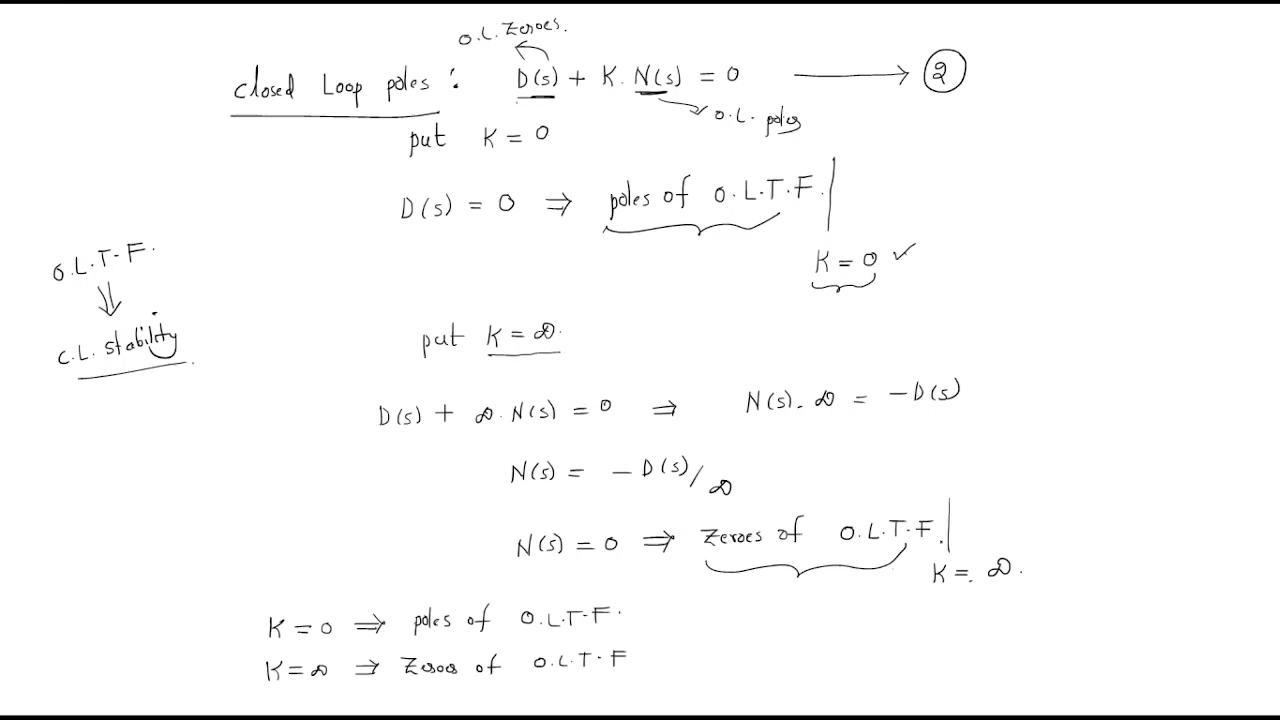 O.L. Zeroes.
Closed Loop poles : D(s) + K. N(s) = 0 ⟶ ②
O.L. poles
put K = 0
D(s) = 0 ⇒ poles of O.L.T.F.|
K = 0 ✓
O.L.T-F.
⇓
C.L. stability
put K = ∞.
D(s) + ∞. N(s) = 0 ⇒ N(s). ∞ = -D(s)
N(s) = - D(s)/∞
N(s) = 0 ⇒ Zeroes of O.L.T.F.|
K = ∞.
K = 0 ⇒ poles of O.L.T-F.
K = ∞ ⇒ Zeroes of O.L.T-F